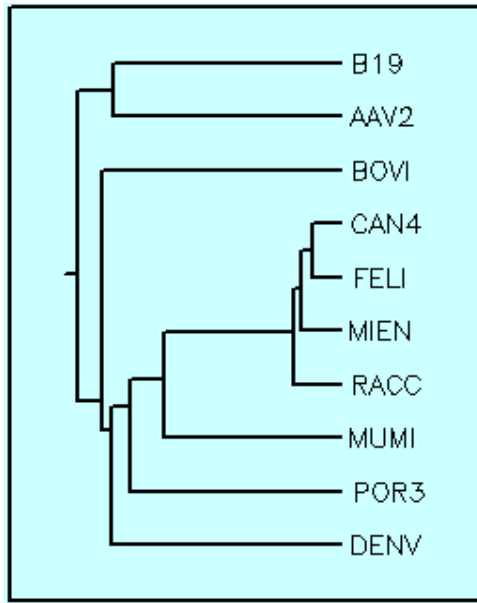 B19
AAV2
BOVI
CAN4
FELI
MIEN
RACC
MUMI
POR3
DENV